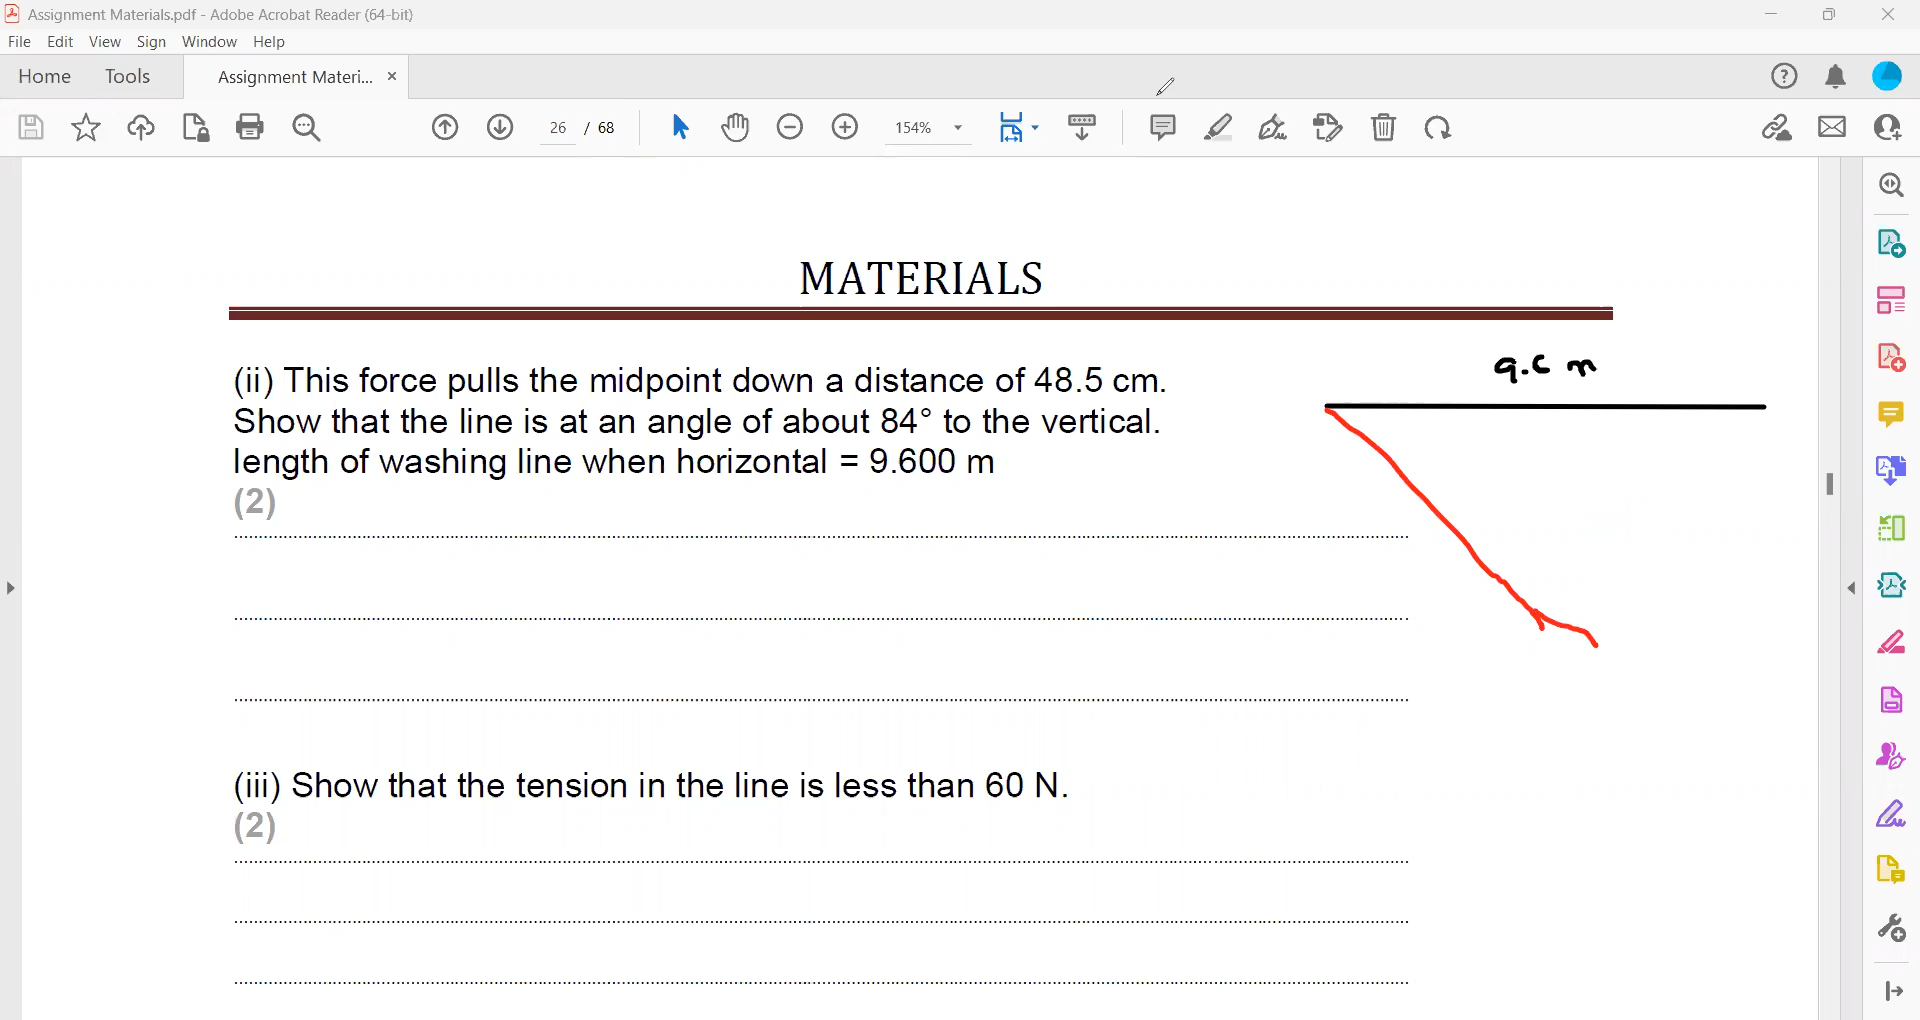 Assignment Materials.pdf - Adobe Acrobat Reader (64-bit)
File Edit View Sign Window Help
Home Tools Assignment Materi... ×
26 / 68 154%
MATERIALS
9.6 m
(ii) This force pulls the midpoint down a distance of 48.5 cm.
Show that the line is at an angle of about 84° to the vertical.
length of washing line when horizontal = 9.600 m
(2)
(iii) Show that the tension in the line is less than 60 N.
(2)